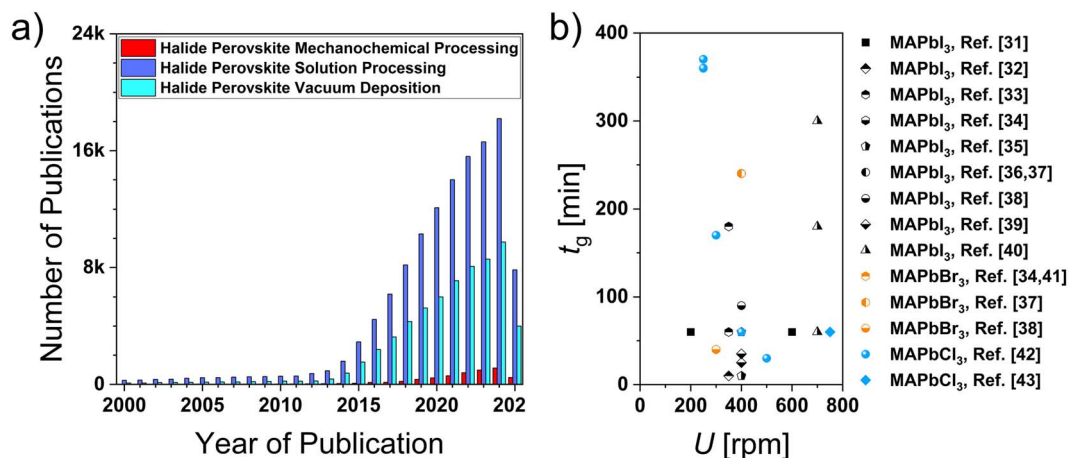 a)
24k
16k
8k
0
Number of Publications
Halide Perovskite Mechanochemical Processing
Halide Perovskite Solution Processing
Halide Perovskite Vacuum Deposition
2000 2005 2010 2015 2020 202
Year of Publication
b)
400
300
200
100
0
t_g [min]
0 200 400 600 800
U [rpm]
MAPbI₃, Ref. [31]
MAPbI₃, Ref. [32]
MAPbI₃, Ref. [33]
MAPbI₃, Ref. [34]
MAPbI₃, Ref. [35]
MAPbI₃, Ref. [36,37]
MAPbI₃, Ref. [38]
MAPbI₃, Ref. [39]
MAPbI₃, Ref. [40]
MAPbBr₃, Ref. [34,41]
MAPbBr₃, Ref. [37]
MAPbBr₃, Ref. [38]
MAPbCl₃, Ref. [42]
MAPbCl₃, Ref. [43]